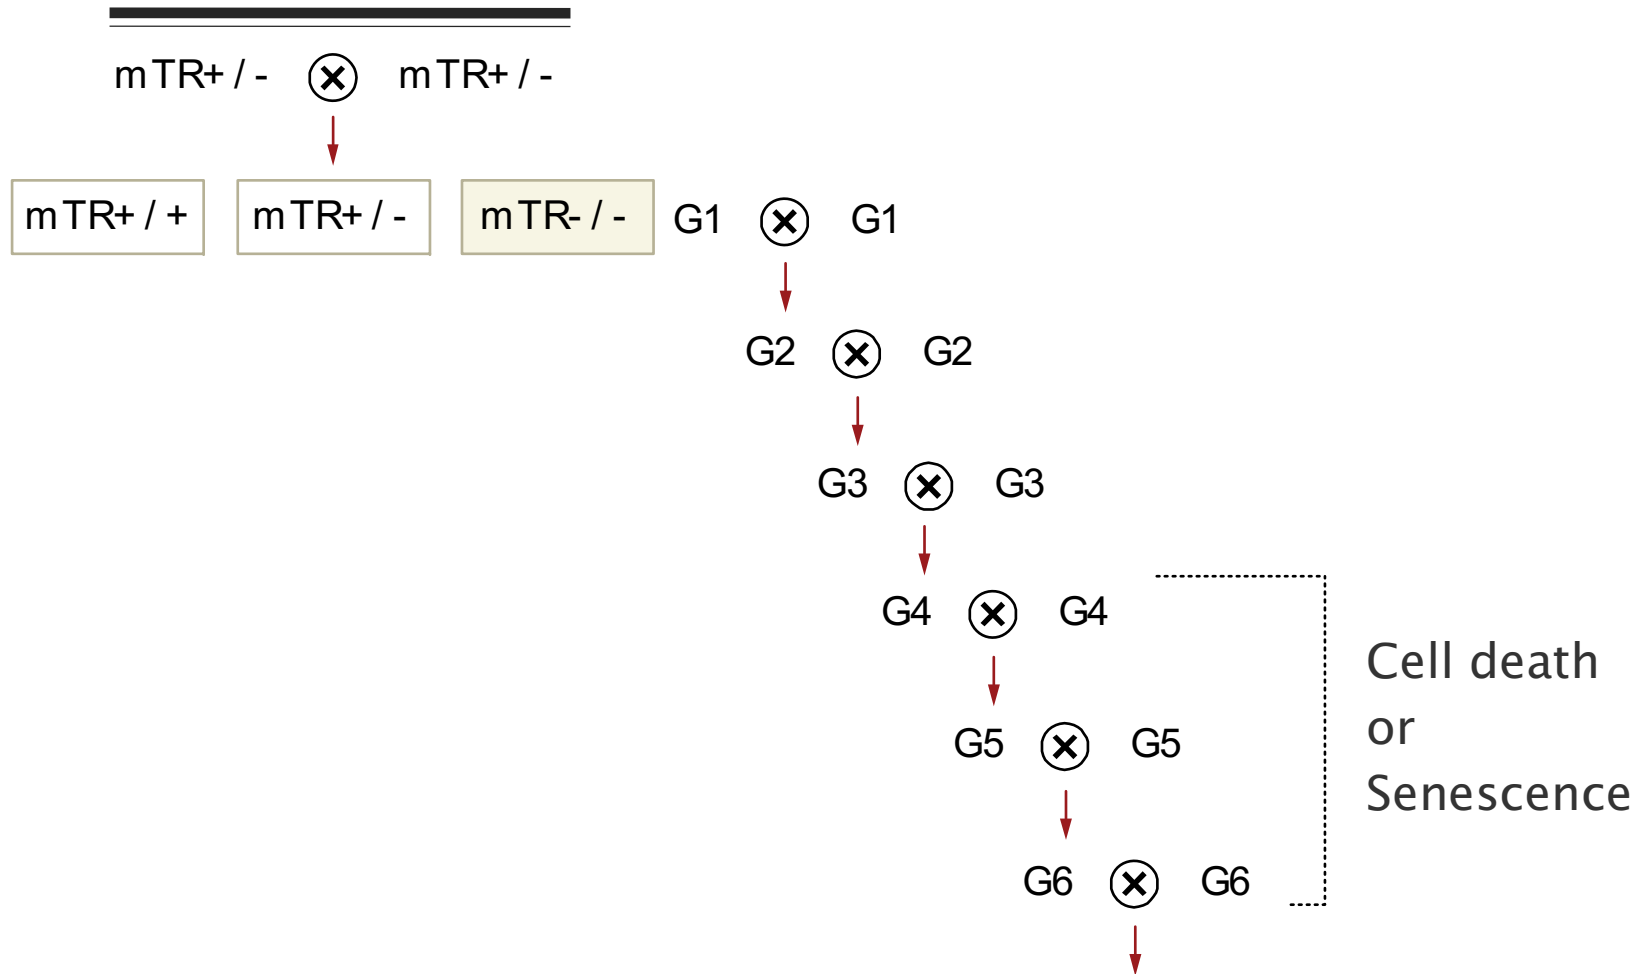 mTR+ / - mTR+ / -
mTR+ / + mTR+ / - mTR- / - G1 G1
G2 G2
G3 G3
G4 G4
Cell death
or
Senescence
G5 G5
G6 G6